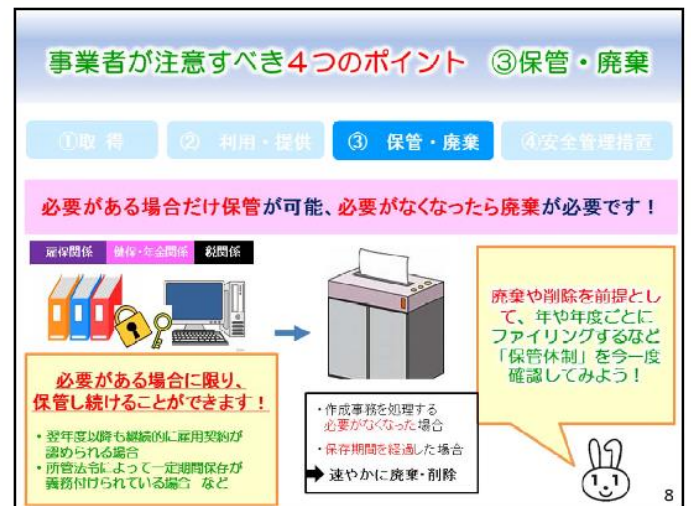 事業者が注意すべき4つのポイント ③保管・廃棄
①取 得
② 利用・提供
③ 保管・廃棄
④安全管理措置
必要がある場合だけ保管が可能、必要がなくなったら廃棄が必要です！
雇保関係
健保・年金関係
税関係
必要がある場合に限り、
保管し続けることができます！
・翌年度以降も継続的に雇用契約が
認められる場合
・所管法令によって一定期間保存が
義務付けられている場合 など
・作成事務を処理する
必要がなくなった場合
・保存期間を経過した場合
➡ 速やかに廃棄・削除
廃棄や削除を前提とし
て、年や年度ごとに
ファイリングするなど
「保管体制」を今一度
確認してみよう！
8